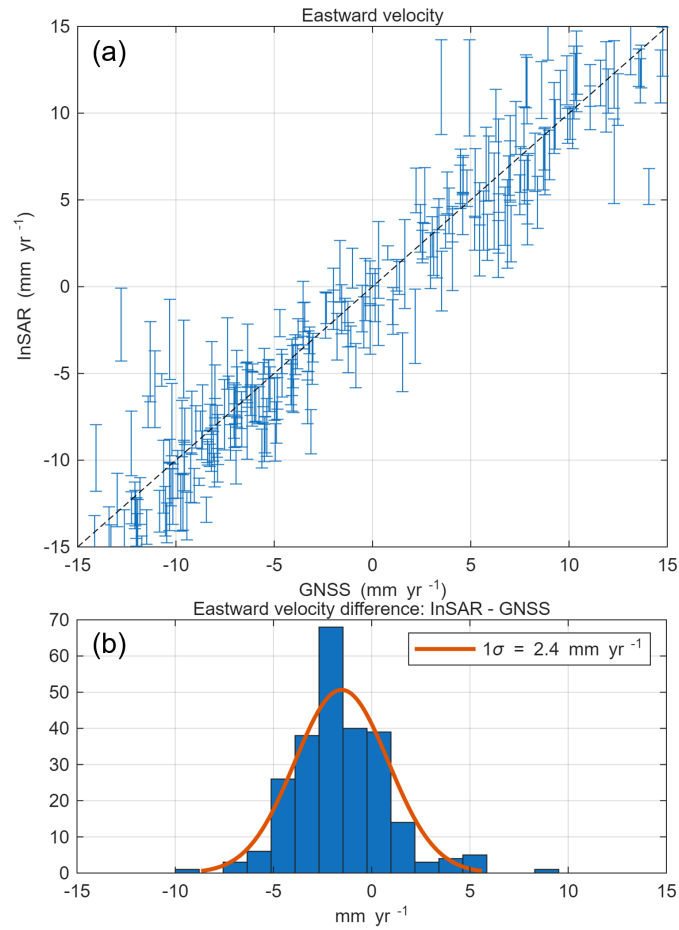 Eastward velocity
(a)
15
10
5
0
-5
-10
-15
InSAR (mm yr -1)
-15 -10 -5 0 5 10 15
GNSS (mm yr -1)
Eastward velocity difference: InSAR - GNSS
(b)
1σ = 2.4 mm yr -1
70
60
50
40
30
20
10
0
-15 -10 -5 0 5 10 15
mm yr -1